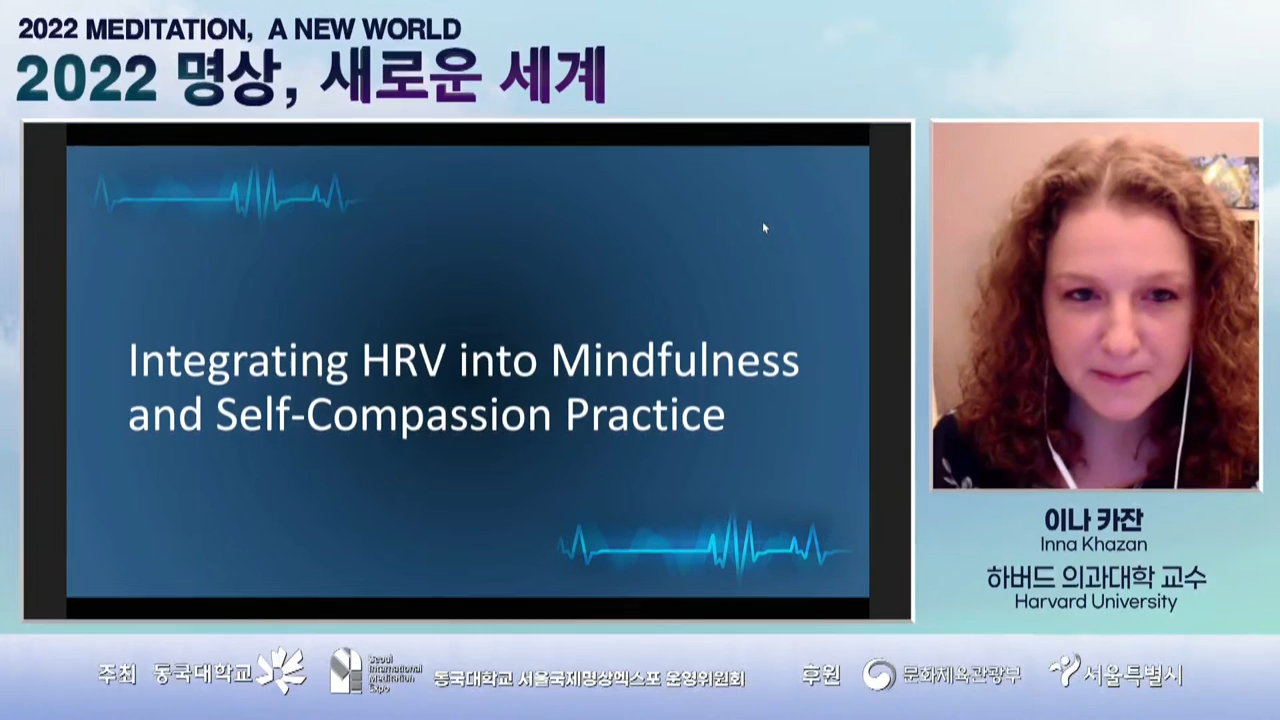 2022 MEDITATION, A NEW WORLD
2022 명상, 새로운 세계
Integrating HRV into Mindfulness
and Self-Compassion Practice
이나 카잔
Inna Khazan
하버드 의과대학 교수
Harvard University
주최 동국대학교
Seoul
International
Meditation
Expo
동국대학교 서울국제명상엑스포 운영위원회
후원 문화체육관광부 서울특별시